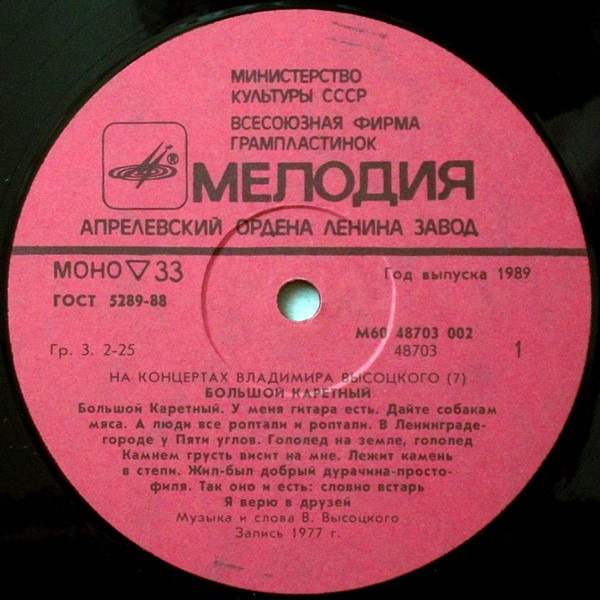 МИНИСТЕРСТВО
КУЛЬТУРЫ СССР
ВСЕСОЮЗНАЯ ФИРМА
ГРАМПЛАСТИНОК
®
МЕЛОДИЯ
АПРЕЛЕВСКИЙ ОРДЕНА ЛЕНИНА ЗАВОД
МОНО ▽ 33
Год выпуска 1989
ГОСТ 5289-88
М60 48703 002
Гр. 3. 2-25
48703
1
НА КОНЦЕРТАХ ВЛАДИМИРА ВЫСОЦКОГО (7)
БОЛЬШОЙ КАРЕТНЫЙ
Большой Каретный. У меня гитара есть. Дайте собакам
мяса. А люди все роптали и роптали. В Ленинграде-
городе у Пяти углов. Гололед на земле, гололед
Камнем грусть висит на мне. Лежит камень
в степи. Жил-был добрый дурачина-просто-
филя. Так оно и есть: словно встарь
Я верю в друзей
Музыка и слова В. Высоцкого
Запись 1977 г.